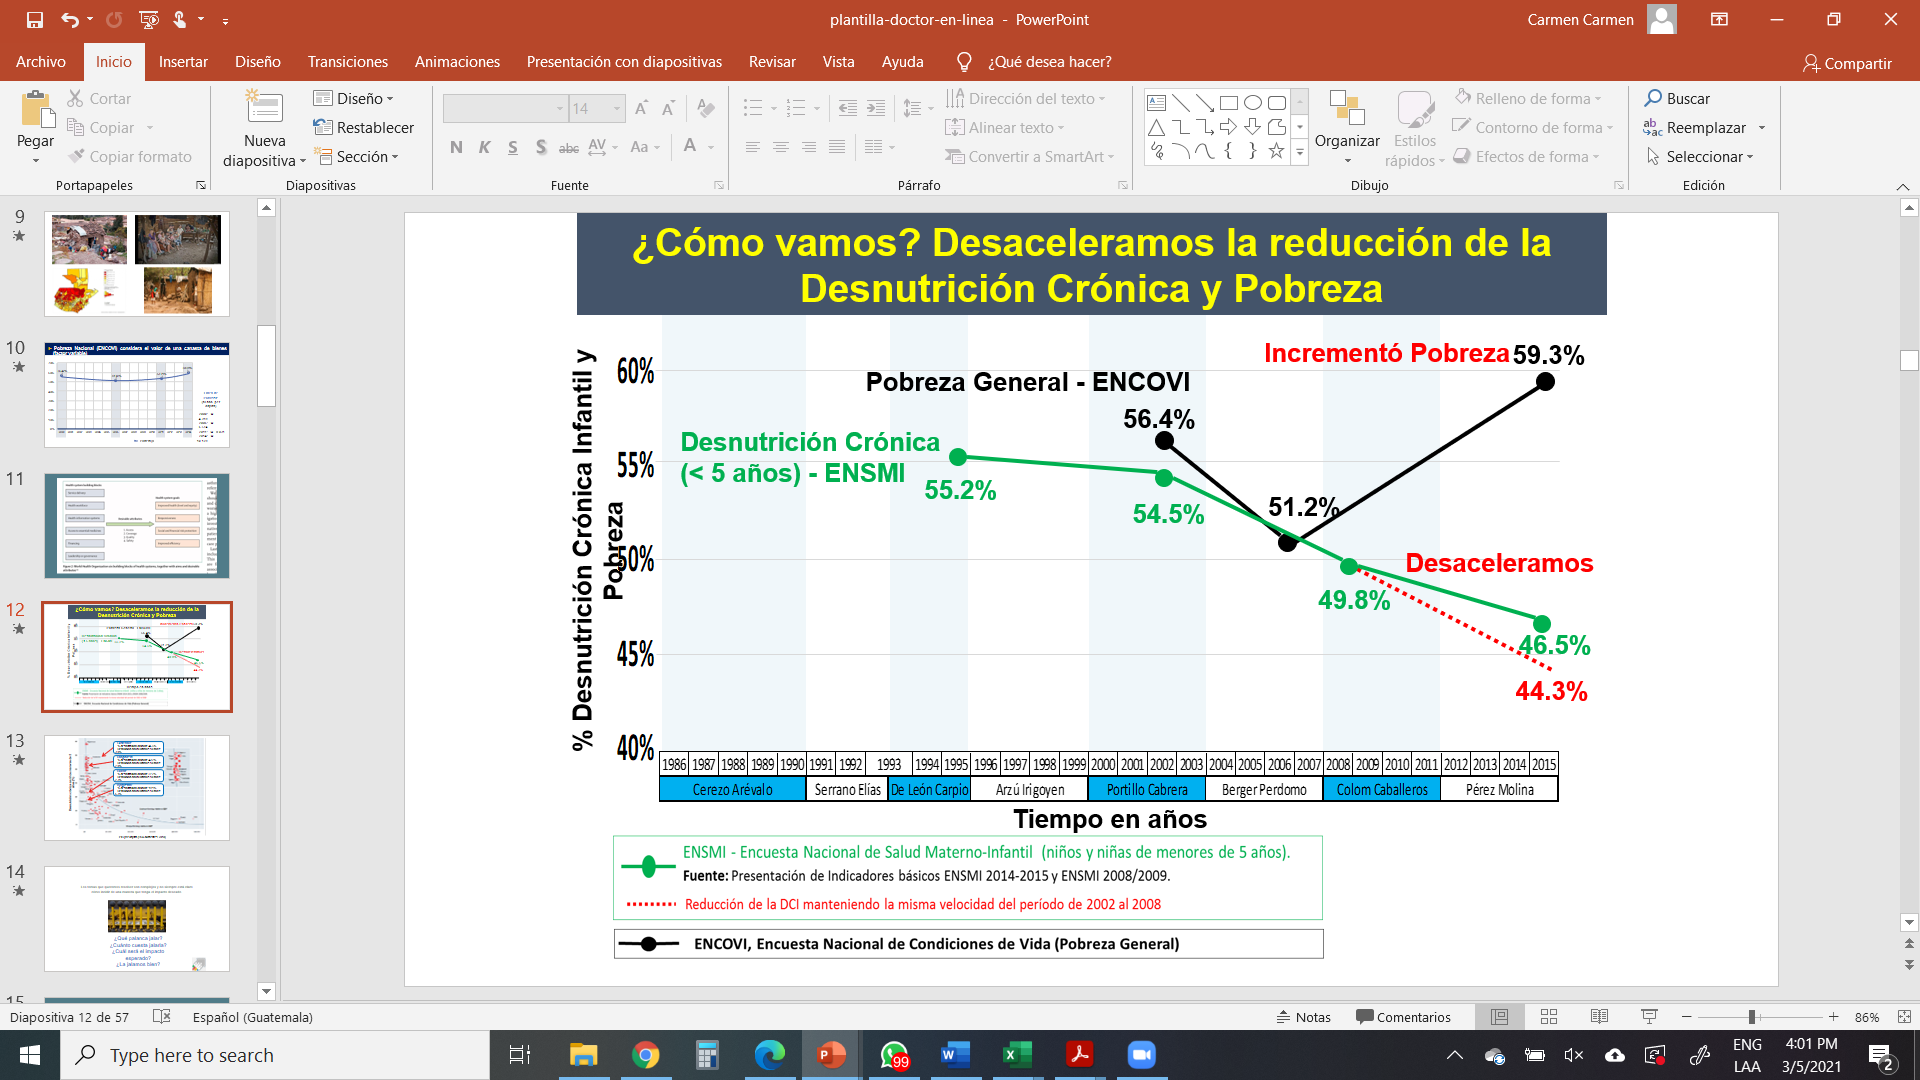 plantilla-doctor-en-linea - PowerPoint
Carmen Carmen
Archivo
Inicio
Insertar
Diseño
Transiciones
Animaciones
Presentación con diapositivas
Revisar
Vista
Ayuda
¿Qué desea hacer?
Compartir
Pegar
Cortar
Copiar
Copiar formato
Portapapeles
Nueva
diapositiva
Diseño
Restablecer
Sección
Diapositivas
14
N K S S abc AV Aa A
Fuente
Dirección del texto
Alinear texto
Convertir a SmartArt
Párrafo
Organizar
Estilos
rápidos
Relleno de forma
Contorno de forma
Efectos de forma
Dibujo
Buscar
Reemplazar
Seleccionar
Edición
9
10
11
12
13
14
15
¿Cómo vamos? Desaceleramos la reducción de la
Desnutrición Crónica y Pobreza
% Desnutrición Crónica Infantil y
Pobreza
60%
55%
50%
45%
40%
Incrementó Pobreza
59.3%
Pobreza General - ENCOVI
56.4%
Desnutrición Crónica
(< 5 años) - ENSMI
55.2%
54.5%
51.2%
Desaceleramos
49.8%
46.5%
44.3%
1986 1987 1988 1989 1990 1991 1992 1993 1994 1995 1996 1997 1998 1999 2000 2001 2002 2003 2004 2005 2006 2007 2008 2009 2010 2011 2012 2013 2014 2015
Cerezo Arévalo Serrano Elías De León Carpio Arzú Irigoyen Portillo Cabrera Berger Perdomo Colom Caballeros Pérez Molina
Tiempo en años
ENSMI - Encuesta Nacional de Salud Materno-Infantil (niños y niñas de menores de 5 años).
Fuente: Presentación de Indicadores básicos ENSMI 2014-2015 y ENSMI 2008/2009.
Reducción de la DCI manteniendo la misma velocidad del período de 2002 al 2008
ENCOVI, Encuesta Nacional de Condiciones de Vida (Pobreza General)
Diapositiva 12 de 57
Español (Guatemala)
Notas
Comentarios
86%
Type here to search
99
ENG
LAA
4:01 PM
3/5/2021
2